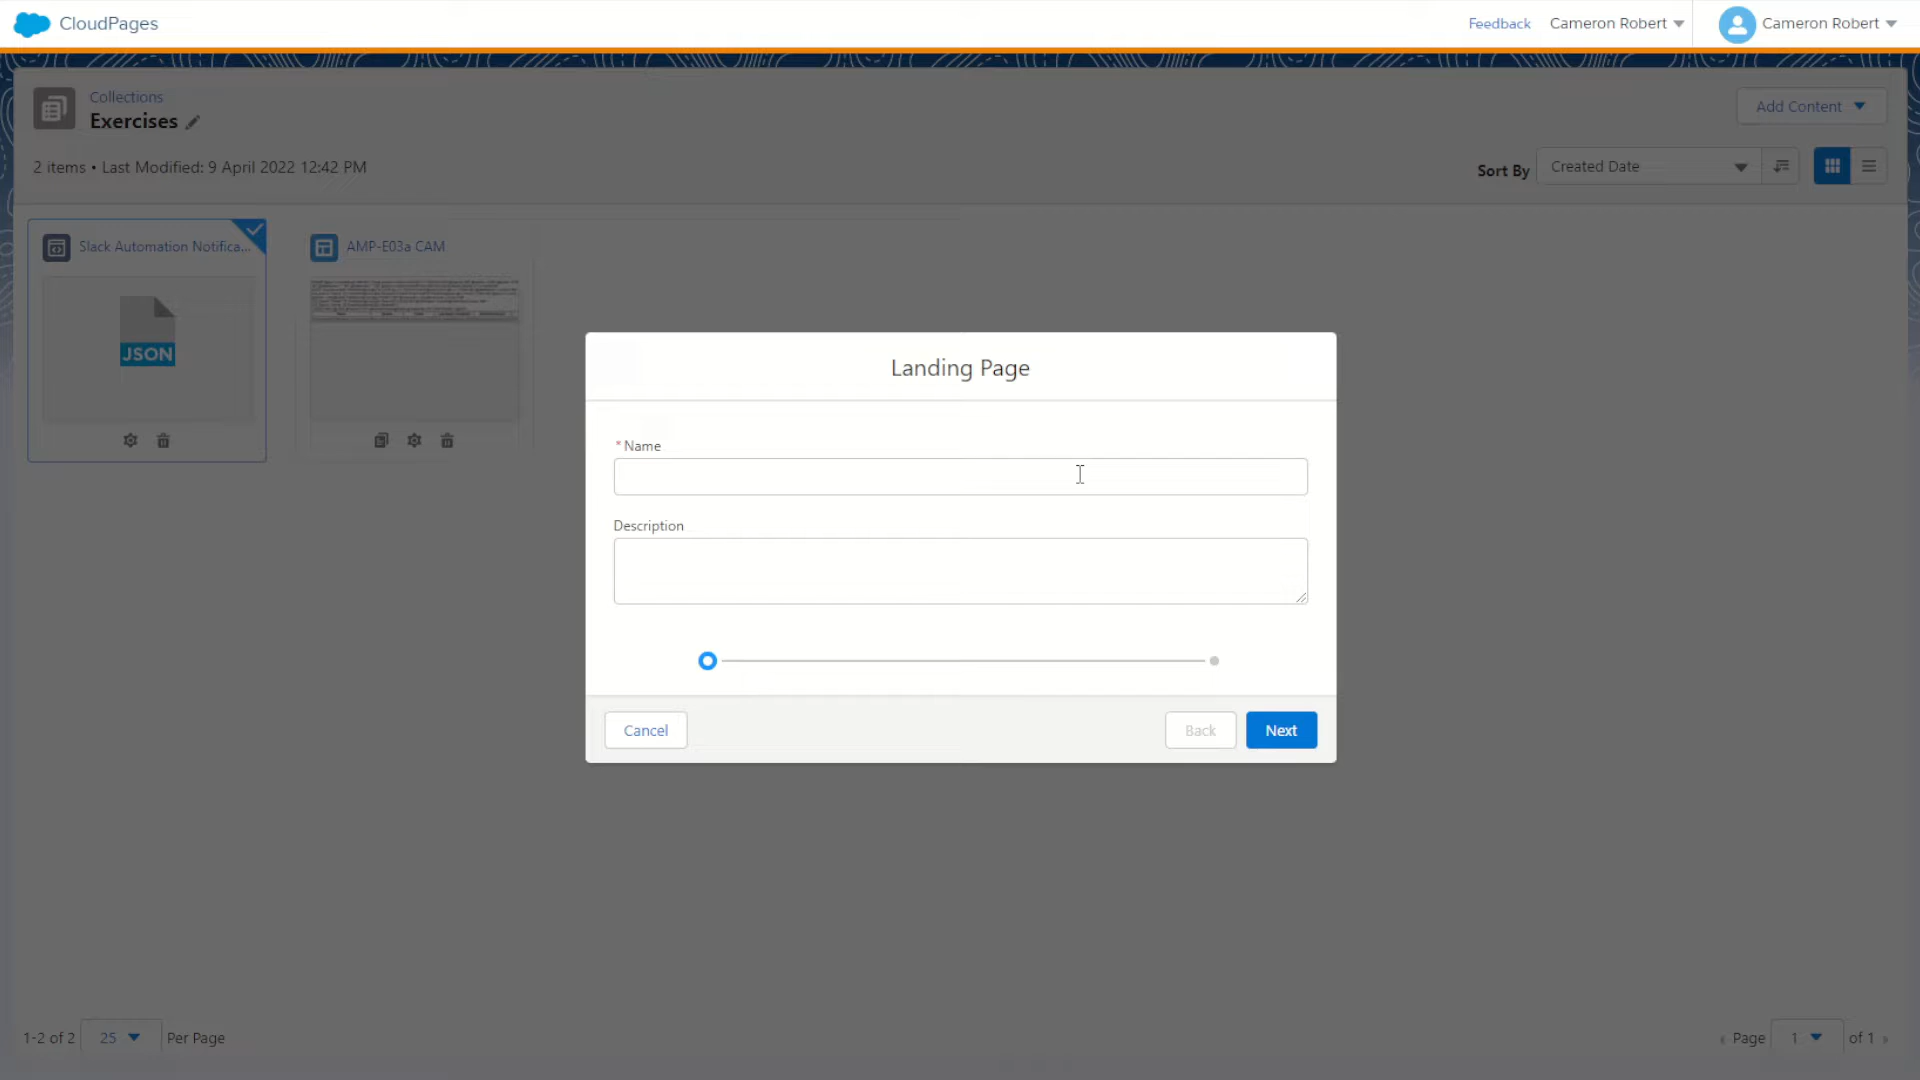 CloudPages
Feedback
Cameron Robert
Cameron Robert
Collections
Exercises
Add Content
2 items • Last Modified: 9 April 2022 12:42 PM
Sort By
Created Date
Slack Automation Notifica...
AMP-E03a CAM
JSON
Landing Page
* Name
Description
Cancel
Back
Next
1-2 of 2
25
Per Page
Page
1
of 1